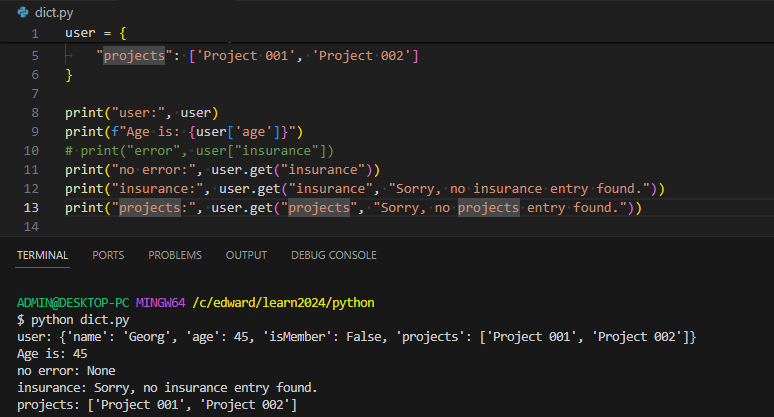 dict.py
1 user = {
5 "projects": ['Project 001', 'Project 002']
6 }
7
8 print("user:", user)
9 print(f"Age is: {user['age']}")
10 # print("error", user["insurance"])
11 print("no error:", user.get("insurance"))
12 print("insurance:", user.get("insurance", "Sorry, no insurance entry found."))
13 print("projects:", user.get("projects", "Sorry, no projects entry found."))
14
TERMINAL PORTS PROBLEMS OUTPUT DEBUG CONSOLE
ADMIN@DESKTOP-PC MINGW64 /c/edward/learn2024/python
$ python dict.py
user: {'name': 'Georg', 'age': 45, 'isMember': False, 'projects': ['Project 001', 'Project 002']}
Age is: 45
no error: None
insurance: Sorry, no insurance entry found.
projects: ['Project 001', 'Project 002']